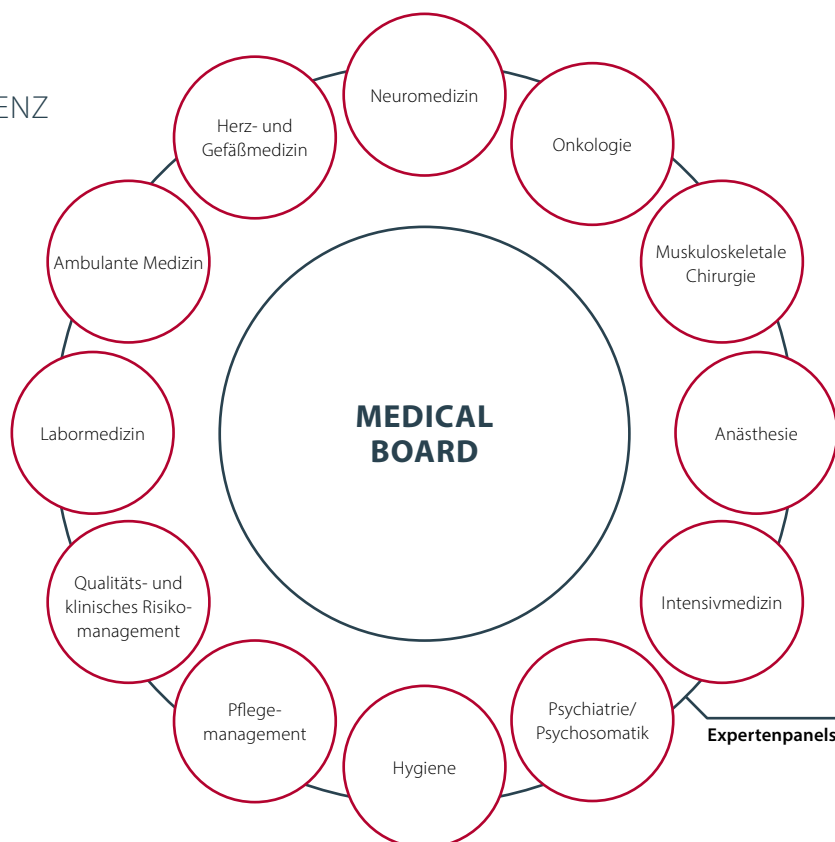 ENZ
Neuromedizin
Onkologie
Muskuloskeletale
Chirurgie
Anästhesie
Intensivmedizin
Psychiatrie/
Psychosomatik
Expertenpanels
Hygiene
Pflege-
management
Qualitäts- und
klinisches Risiko-
management
Labormedizin
Ambulante Medizin
Herz- und
Gefäßmedizin
MEDICAL
BOARD